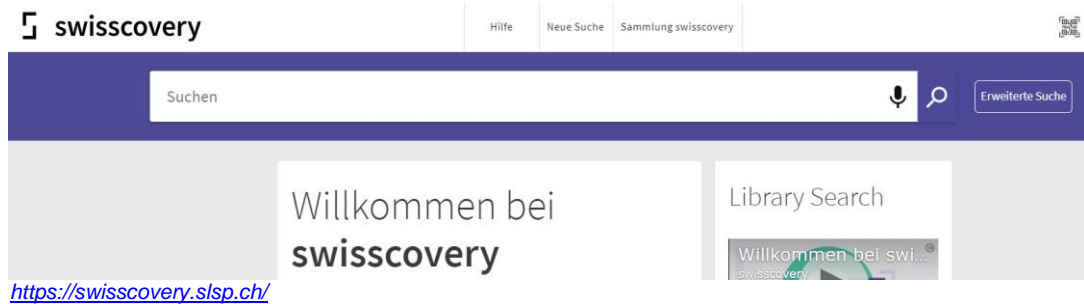 swisscovery
Hilfe Neue Suche Sammlung swisscovery
Suchen
Erweiterte Suche
Willkommen bei
swisscovery
Library Search
Willkommen bei swi...
swisscovery
https://swisscovery.slsp.ch/